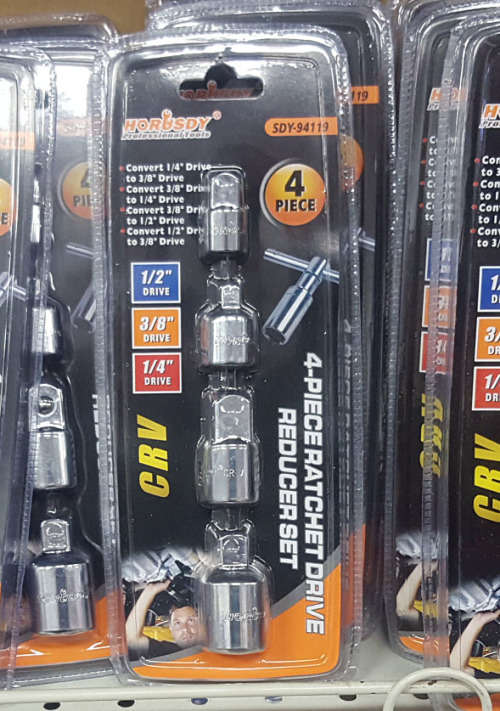 HORUSDY®
Professional Tools
SDY-94119
Convert 1/4" Drive
to 3/8" Drive
Convert 3/8" Drive
to 1/4" Drive
Convert 3/8" Drive
to 1/2" Drive
Convert 1/2" Drive
to 3/8" Drive
4
PIECE
1/2"
DRIVE
3/8"
DRIVE
1/4"
DRIVE
CRV
4-PIECE RATCHET DRIVE
REDUCER SET